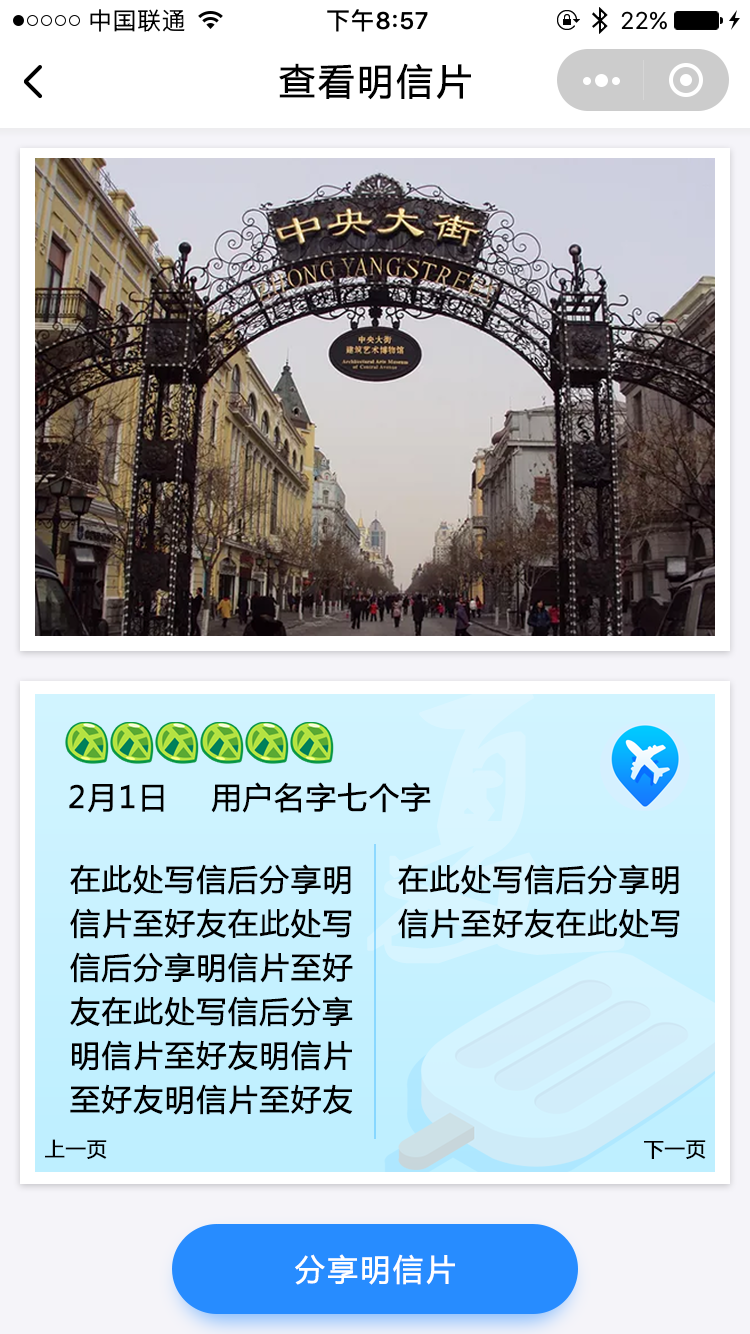 中国联通 下午8:57 22%
查看明信片
中央大街
ZHONG YANG STREET
中央大街
建筑艺术博物馆
Architectural Arts Museum
of Central Avenue
夏
2月1日 用户名字七个字
在此处写信后分享明
信片至好友在此处写
信后分享明信片至好
友在此处写信后分享
明信片至好友明信片
至好友明信片至好友
在此处写信后分享明
信片至好友在此处写
上一页 下一页
分享明信片